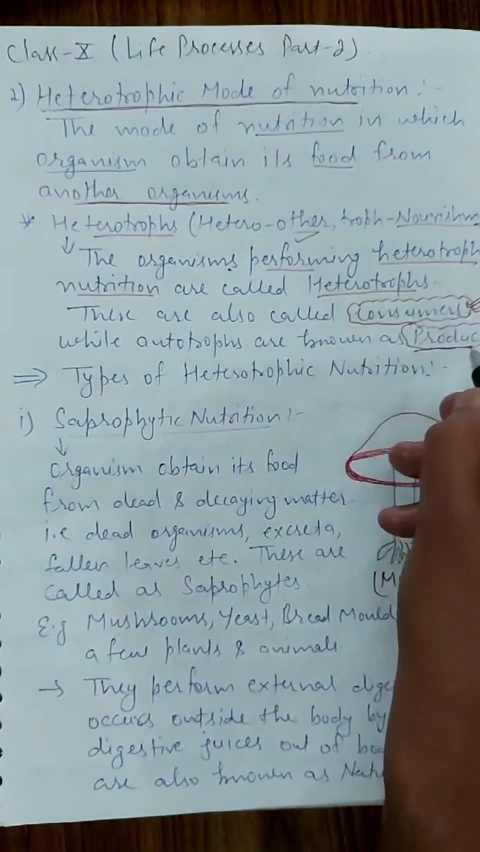 Class-X (Life Processes Part-2)
2) Heterotrophic Mode of nutrition:-
The mode of nutrition in which
organism obtain its food from
another organisms.
* Heterotrophs (Hetero-other, troph-Nourishm
↓ The organisms performing heterotroph
nutrition are called Heterotrophs.
These are also called Consumers
while autotrophs are known as Produc
⇒ Types of Heterotrophic Nutrition:-
i) Saprophytic Nutrition:-
↓
Organism obtain its food
from dead & decaying matter
i.e dead organisms, excreta,
fallen leaves etc. These are
called as Saprophytes.
(M
E.g Mushrooms, Yeast, Bread Mould
a few plants & animals.
→ They perform external dige
occurs outside the body by
digestive juices out of bo
are also known as Natu